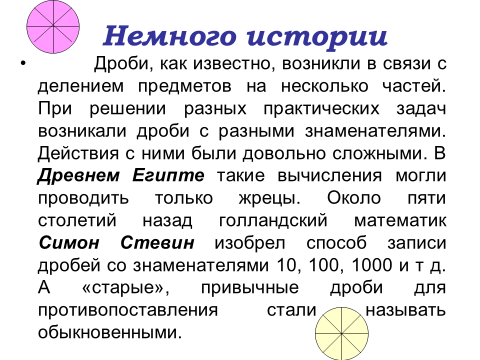 Немного истории
• Дроби, как известно, возникли в связи с
делением предметов на несколько частей.
При решении разных практических задач
возникали дроби с разными знаменателями.
Действия с ними были довольно сложными. В
Древнем Египте такие вычисления могли
проводить только жрецы. Около пяти
столетий назад голландский математик
Симон Стевин изобрел способ записи
дробей со знаменателями 10, 100, 1000 и т д.
А «старые», привычные дроби для
противопоставления стали называть
обыкновенными.